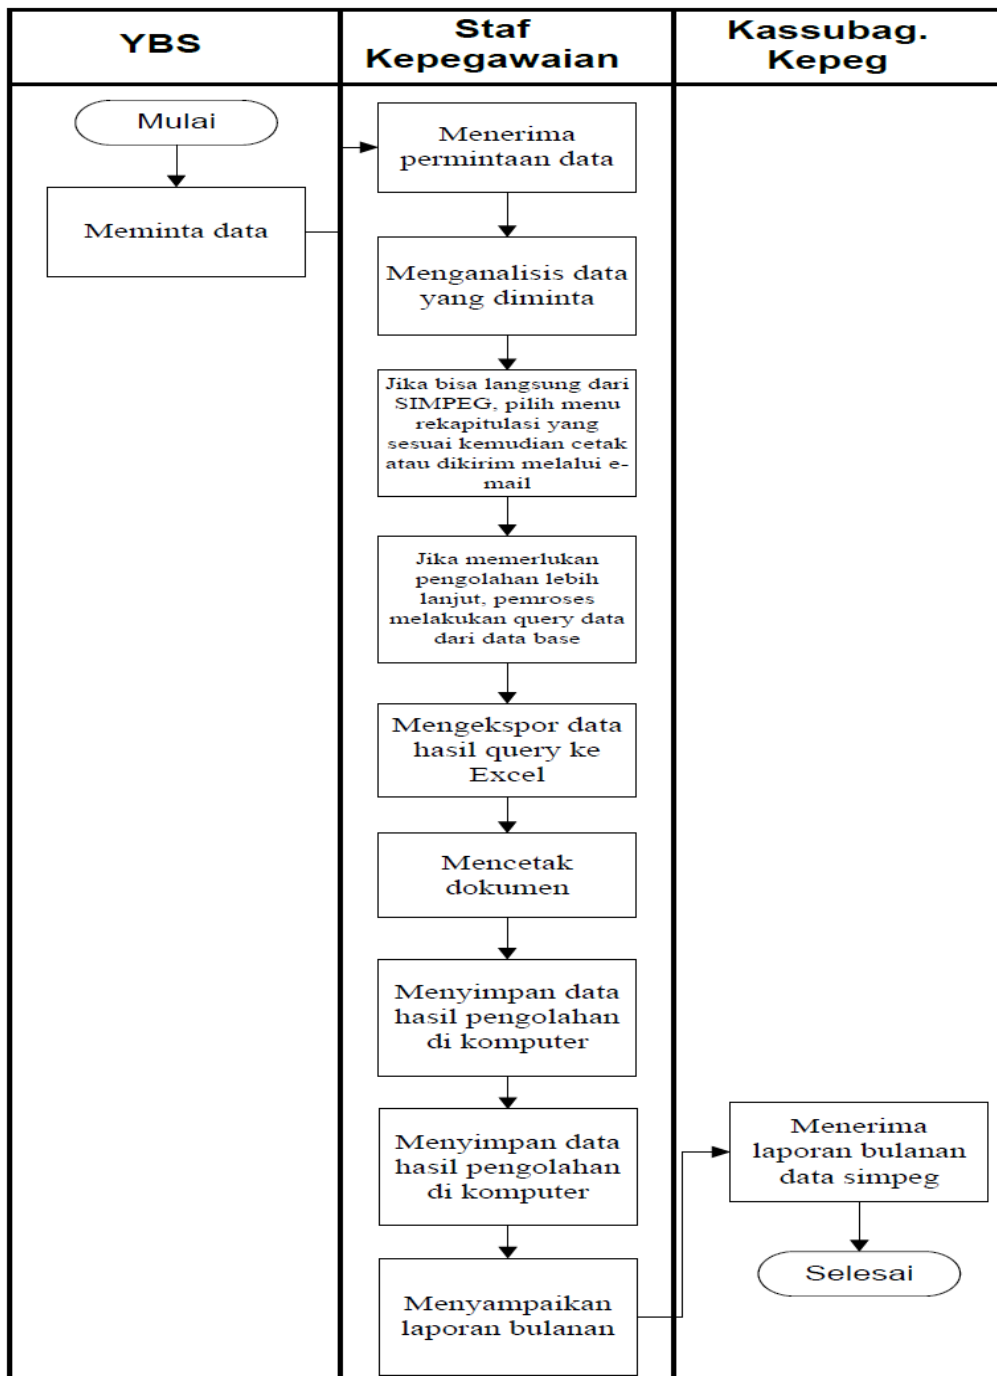 YBS
Staf
Kepegawaian
Kassubag.
Kepeg
Mulai
Meminta data
Menerima
permintaan data
Menganalisis data
yang diminta
Jika bisa langsung dari
SIMPEG, pilih menu
rekapitulasi yang
sesuai kemudian cetak
atau dikirim melalui e-
mail
Jika memerlukan
pengolahan lebih
lanjut, pemroses
melakukan query data
dari data base
Mengekspor data
hasil query ke
Excel
Mencetak
dokumen
Menyimpan data
hasil pengolahan
di komputer
Menyimpan data
hasil pengolahan
di komputer
Menyampaikan
laporan bulanan
Menerima
laporan bulanan
data simpeg
Selesai